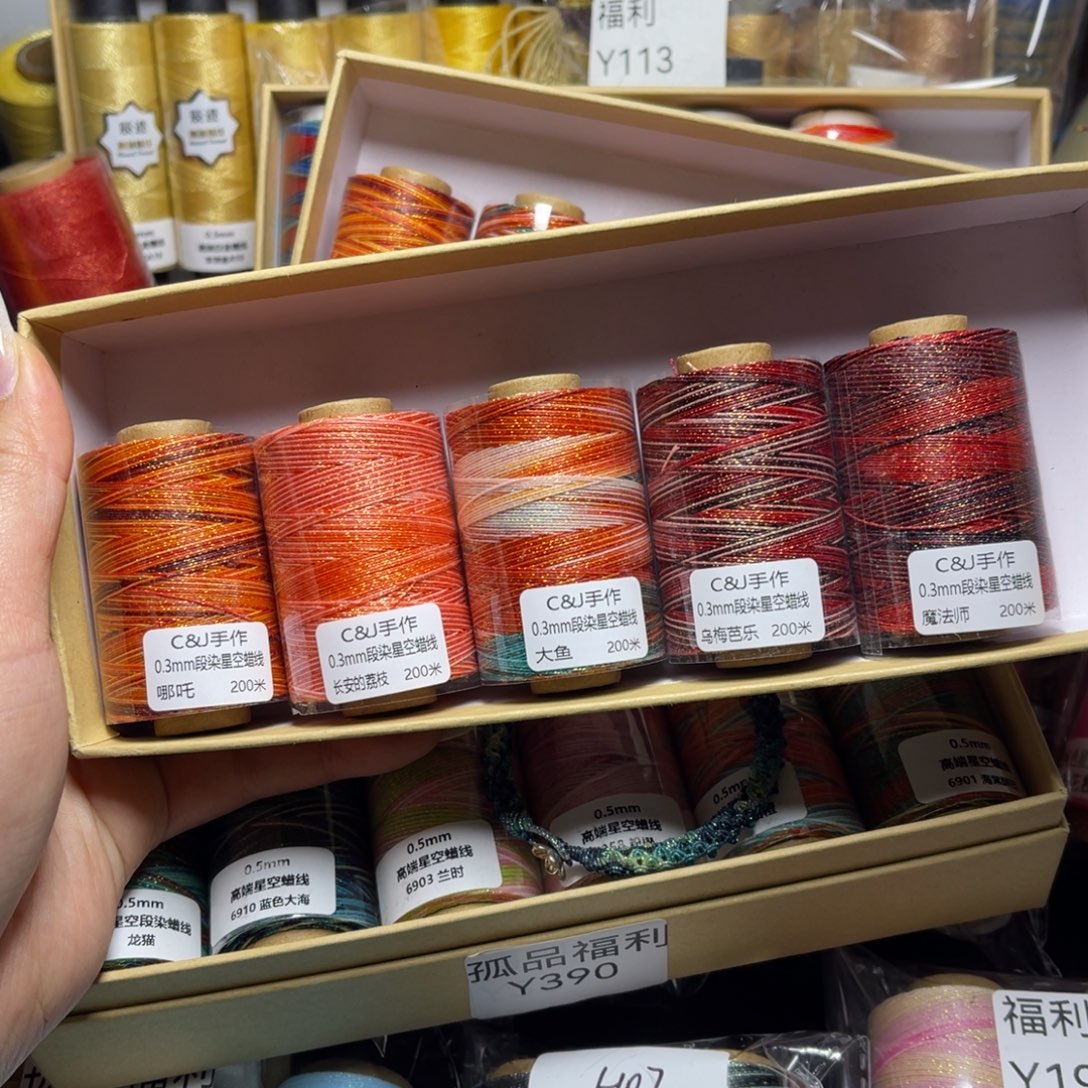 福利
Y113
C&J手作
0.3mm段染星空蜡线
哪吒 200米
C&J手作
0.3mm段染星空蜡线
长安的荔枝 200米
C&J手作
0.3mm段染星空蜡线
大鱼 200米
C&J手作
0.3mm段染星空蜡线
乌梅芭乐 200米
C&J手作
0.3mm段染星空蜡线
魔法师 200米
0.5mm
星空段染蜡线
龙猫
0.5mm
高端星空蜡线
6910 蓝色大海
0.5mm
高端星空蜡线
6903 兰时
0.5mm
高端星空蜡线
0.5mm
0.5mm
高端星空蜡线
6901
孤品福利
Y390
福利